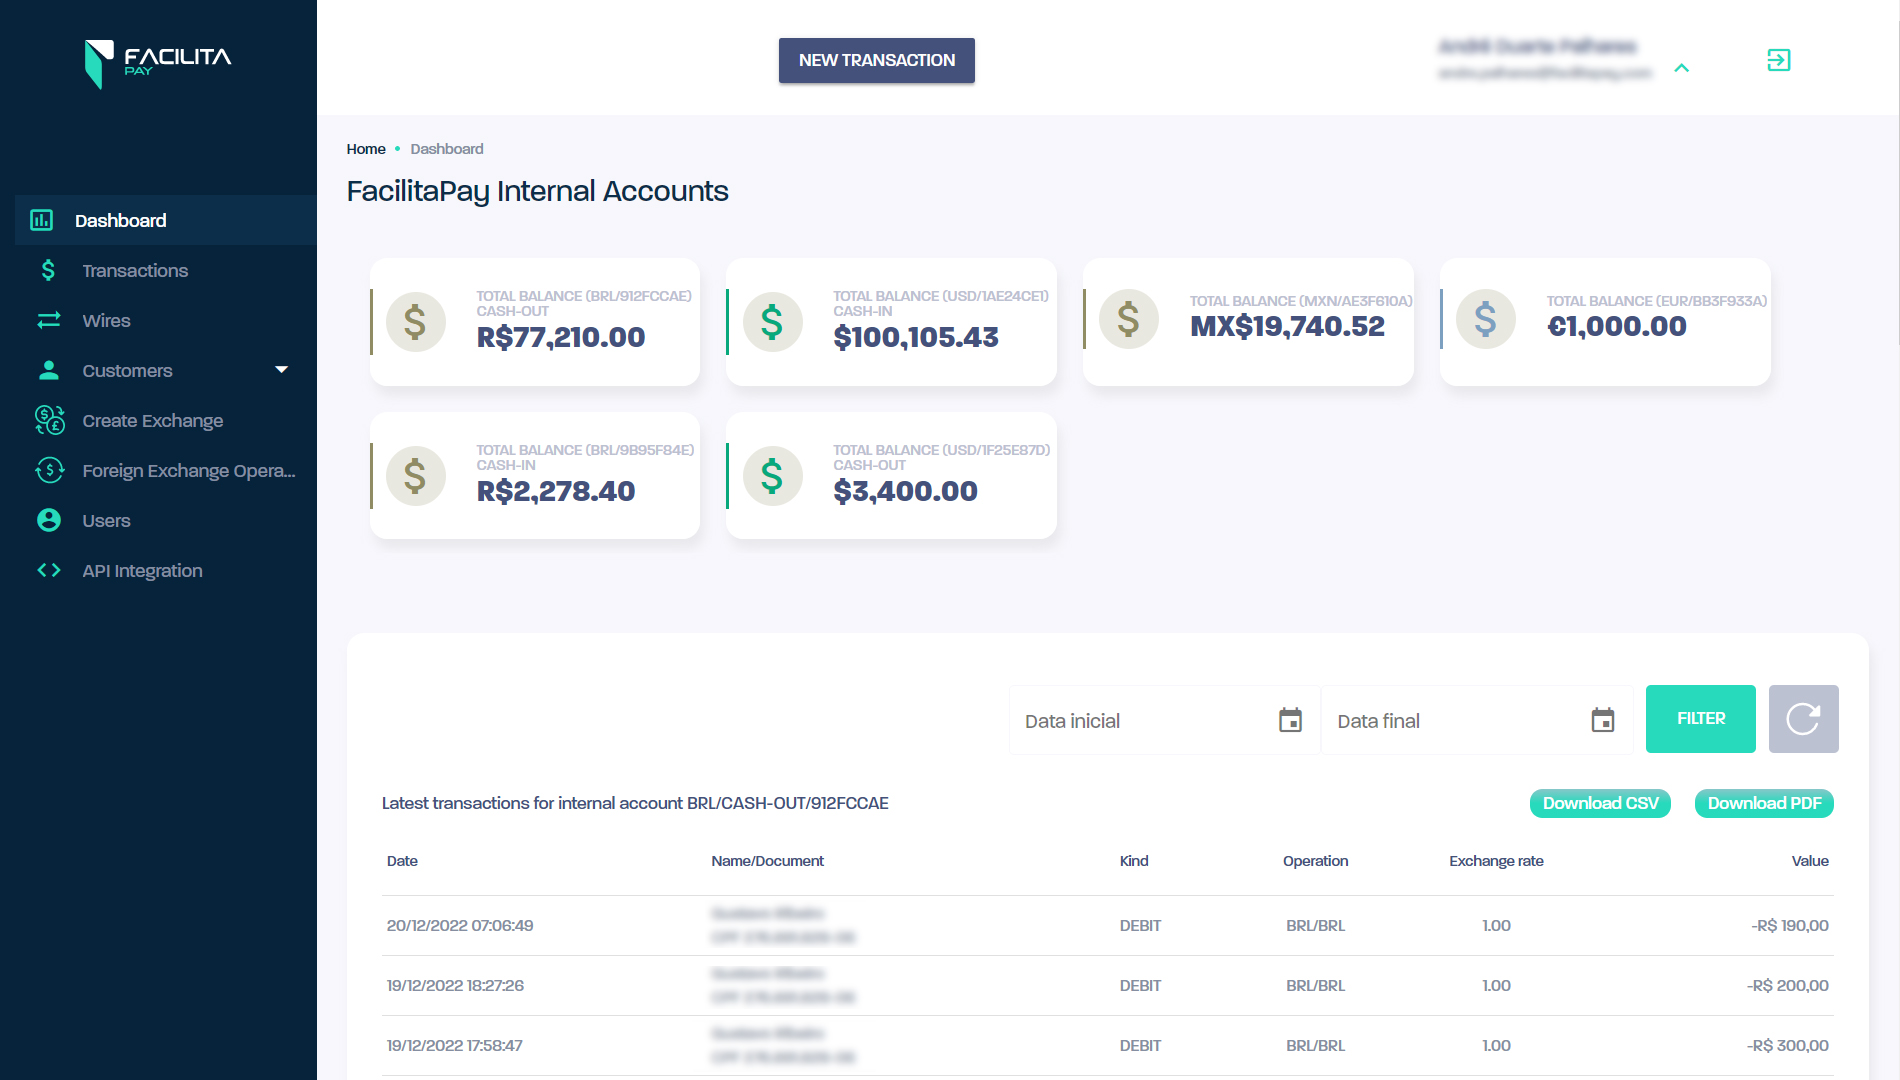 FACILITA
PAY
NEW TRANSACTION
Dashboard
Transactions
Wires
Customers
Create Exchange
Foreign Exchange Opera...
Users
API Integration
Home • Dashboard
FacilitaPay Internal Accounts
TOTAL BALANCE (BRL/912FCCAE)
CASH-OUT
R$77,210.00
TOTAL BALANCE (USD/1AE24CE1)
CASH-IN
$100,105.43
TOTAL BALANCE (MXN/AE3F610A)
MX$19,740.52
TOTAL BALANCE (EUR/BB3F933A)
€1,000.00
TOTAL BALANCE (BRL/9B95F84E)
CASH-IN
R$2,278.40
TOTAL BALANCE (USD/1F25E87D)
CASH-OUT
$3,400.00
Data inicial
Data final
FILTER
Latest transactions for internal account BRL/CASH-OUT/912FCCAE
Download CSV
Download PDF
Date Name/Document Kind Operation Exchange rate Value
20/12/2022 07:06:49 DEBIT BRL/BRL 1.00 -R$ 190,00
19/12/2022 18:27:26 DEBIT BRL/BRL 1.00 -R$ 200,00
19/12/2022 17:58:47 DEBIT BRL/BRL 1.00 -R$ 300,00